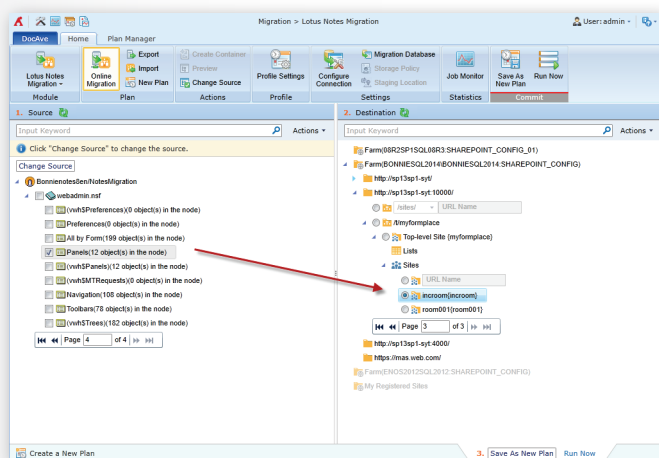 Migration > Lotus Notes Migration
User: admin
DocAve
Home
Plan Manager
Lotus Notes Migration
Online Migration
Export
Import
New Plan
Create Container
Preview
Change Source
Profile Settings
Configure Connection
Migration Database
Storage Policy
Staging Location
Job Monitor
Save As New Plan
Run Now
Module
Plan
Actions
Profile
Settings
Statistics
Commit
1. Source
Input Keyword
Actions
Click "Change Source" to change the source.
Change Source
Bonnienotes8en/NotesMigration
webadmin.nsf
(vwh$Preferences)(0 object(s) in the node)
Preferences(0 object(s) in the node)
All by Form(199 object(s) in the node)
Panels(12 object(s) in the node)
(vwh$Panels)(12 object(s) in the node)
(vwh$MTRequests)(0 object(s) in the node)
Navigation(108 object(s) in the node)
Toolbars(78 object(s) in the node)
(vwh$Trees)(182 object(s) in the node)
Page 4 of 4
2. Destination
Input Keyword
Actions
Farm(08R2SP1SQL08R3:SHAREPOINT_CONFIG_01)
Farm(BONNIESQL2014\BONNIESQL2014:SHAREPOINT_CONFIG)
http://sp13sp1-syt/
http://sp13sp1-syt:10000/
/sites/ URL Name
/t/myformplace
Top-level Site {myformplace}
Lists
Sites
URL Name
incroom{incroom}
room001{room001}
Page 3 of 3
http://sp13sp1-syt:4000/
https://mas.web.com/
Farm(ENOS2012SQL2012:SHAREPOINT_CONFIG)
My Registered Sites
Create a New Plan
3. Save As New Plan Run Now